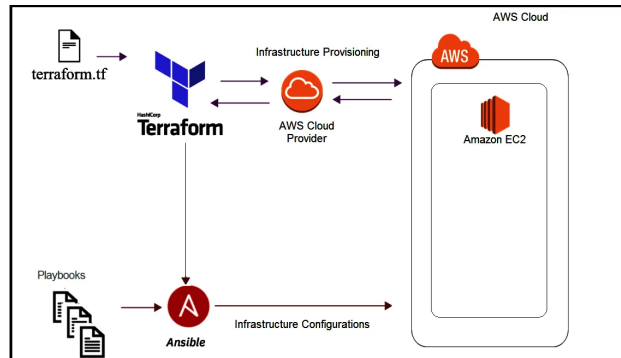 AWS Cloud
Infrastructure Provisioning
AWS
terraform.tf
HashiCorp
Terraform
AWS Cloud
Provider
Amazon EC2
Playbooks
A
Ansible
Infrastructure Configurations